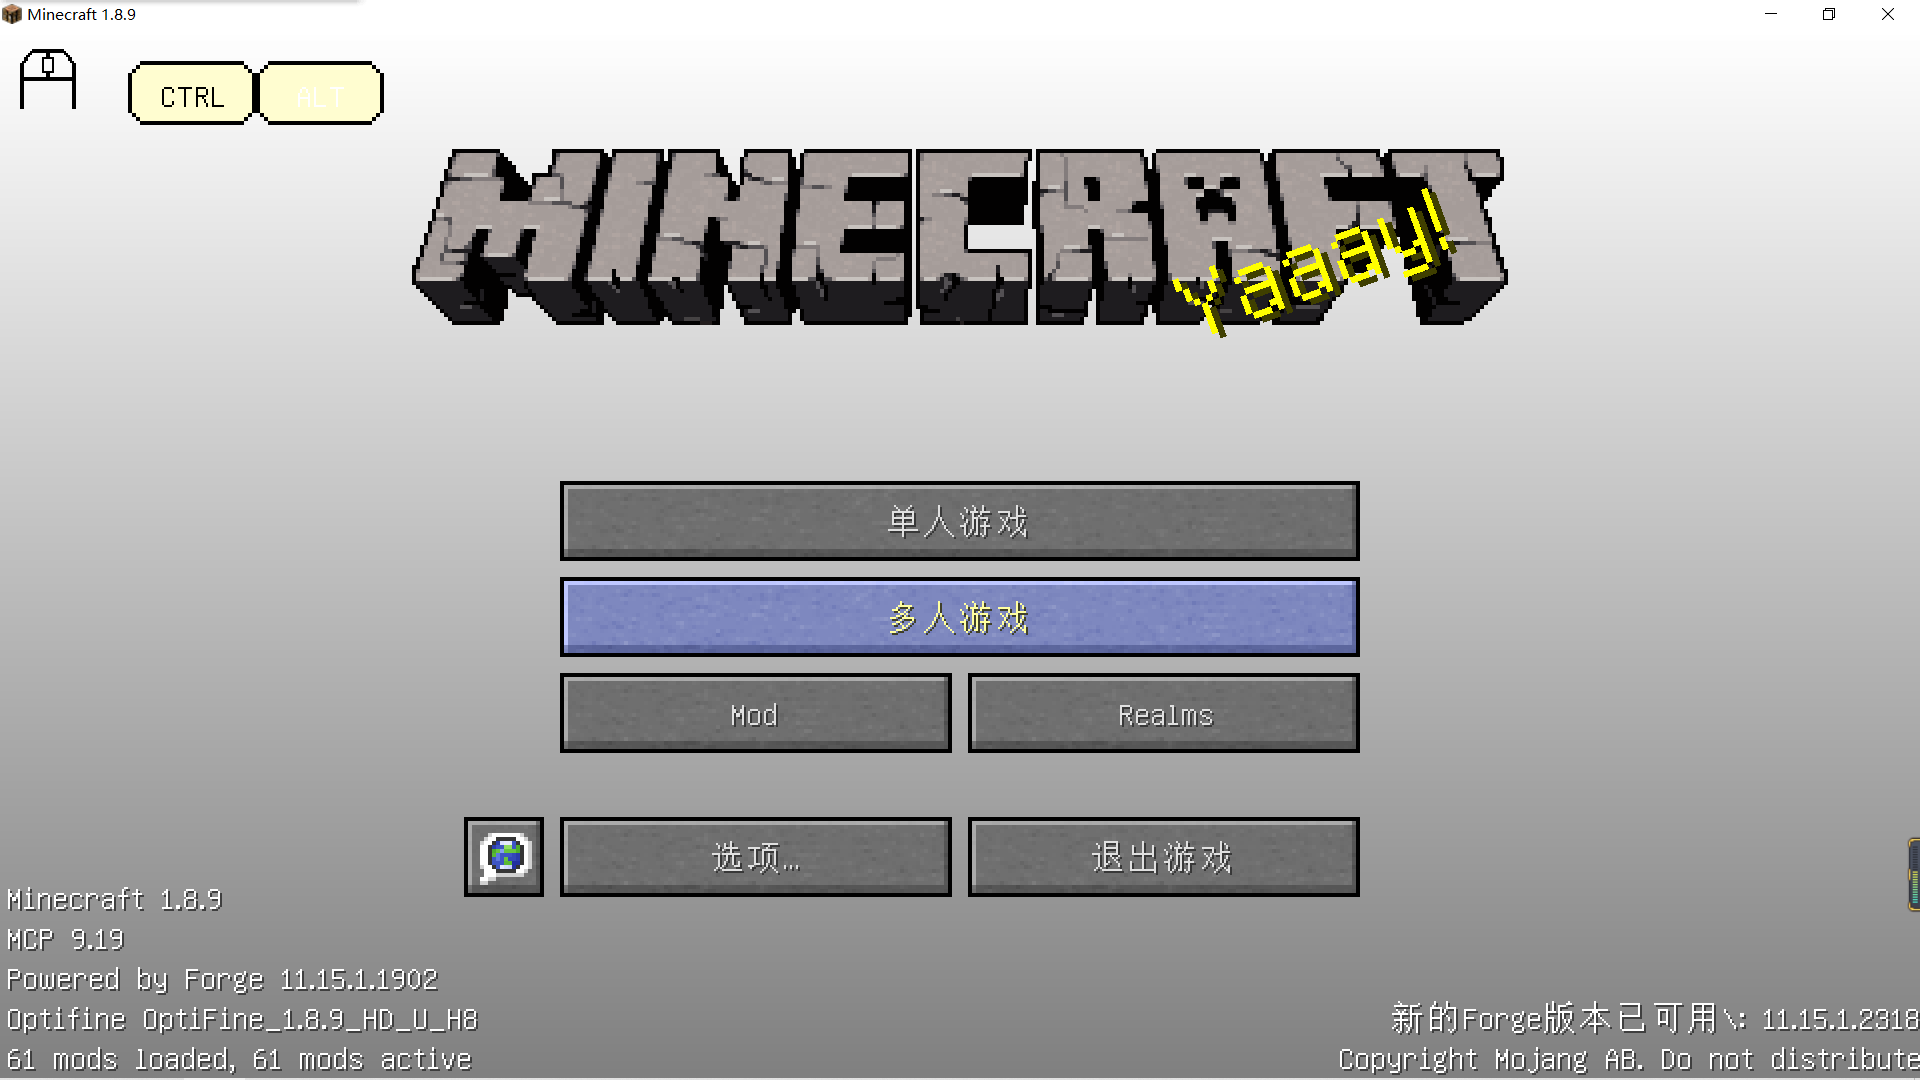 Minecraft 1.8.9
CTRL ALT
MINECRAFT
Yaaay!
单人游戏
多人游戏
Mod
Realms
选项...
退出游戏
Minecraft 1.8.9
MCP 9.19
Powered by Forge 11.15.1.1902
Optifine OptiFine_1.8.9_HD_U_H8
61 mods loaded, 61 mods active
新的Forge版本已可用\: 11.15.1.2318
Copyright Mojang AB. Do not distribute